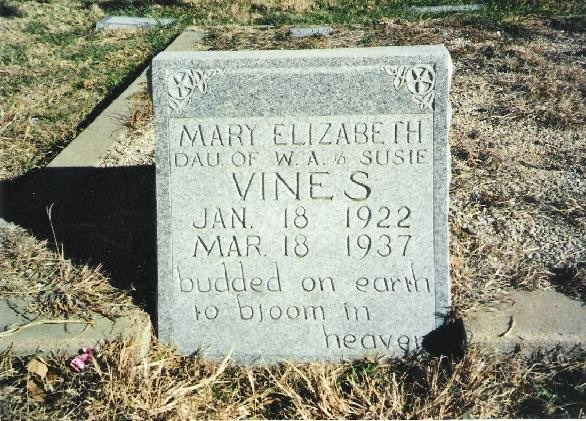 MARY ELIZABETH
DAU. OF W. A. & SUSIE
VINES
JAN. 18 1922
MAR. 18 1937
budded on earth
to bloom in
heaven